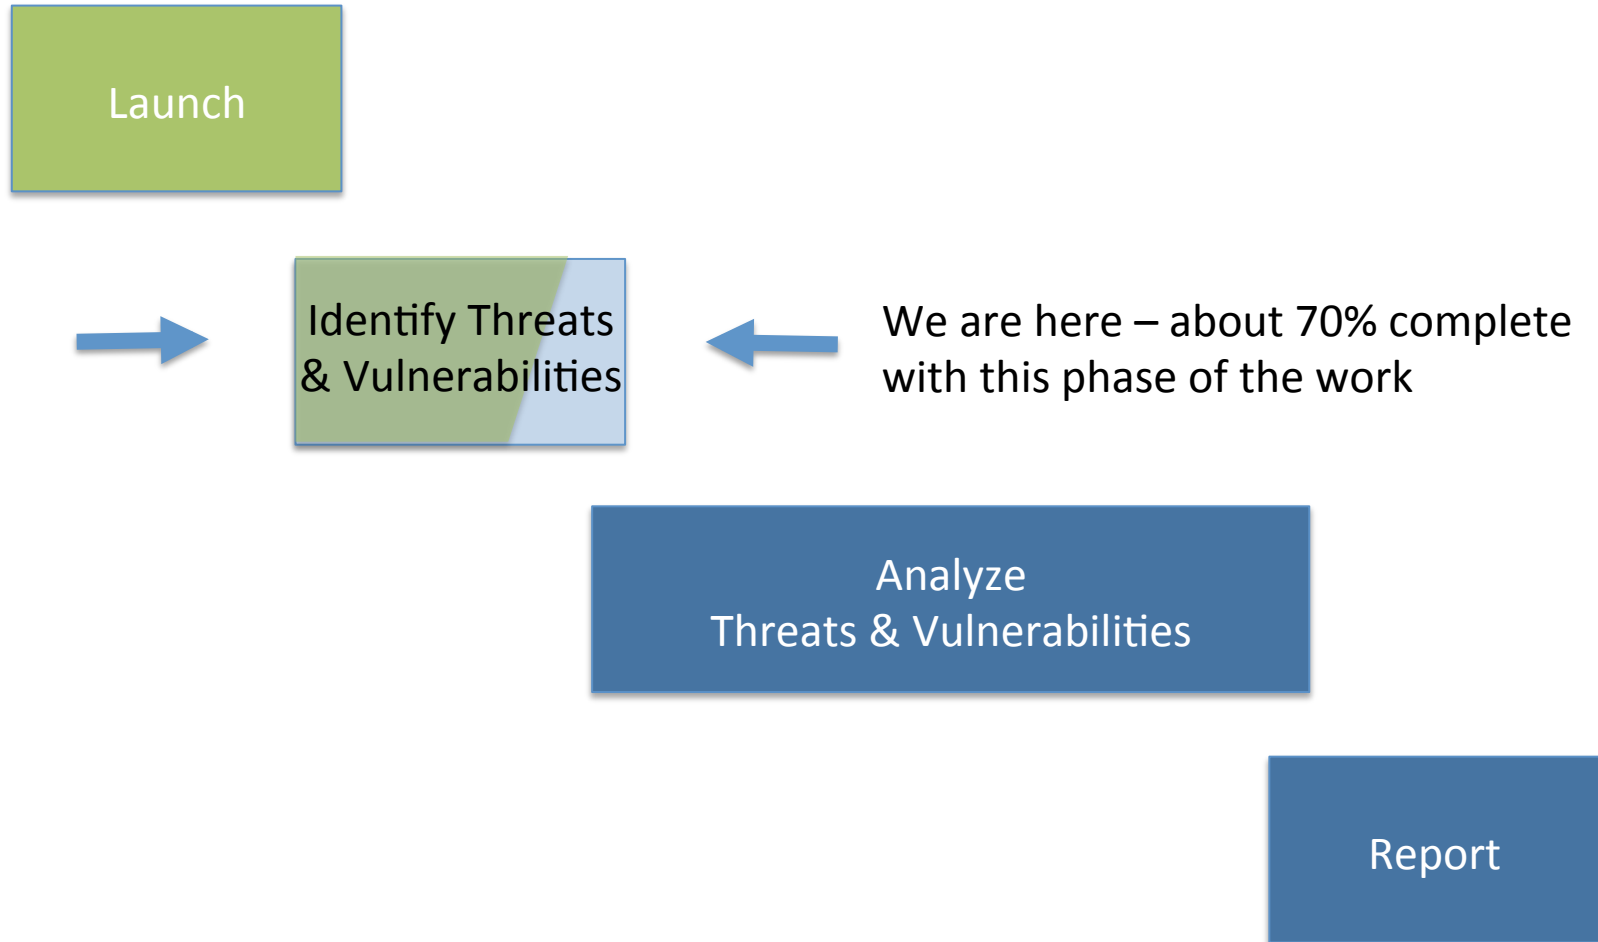 Launch
Identify Threats
& Vulnerabilities
We are here – about 70% complete
with this phase of the work
Analyze
Threats & Vulnerabilities
Report